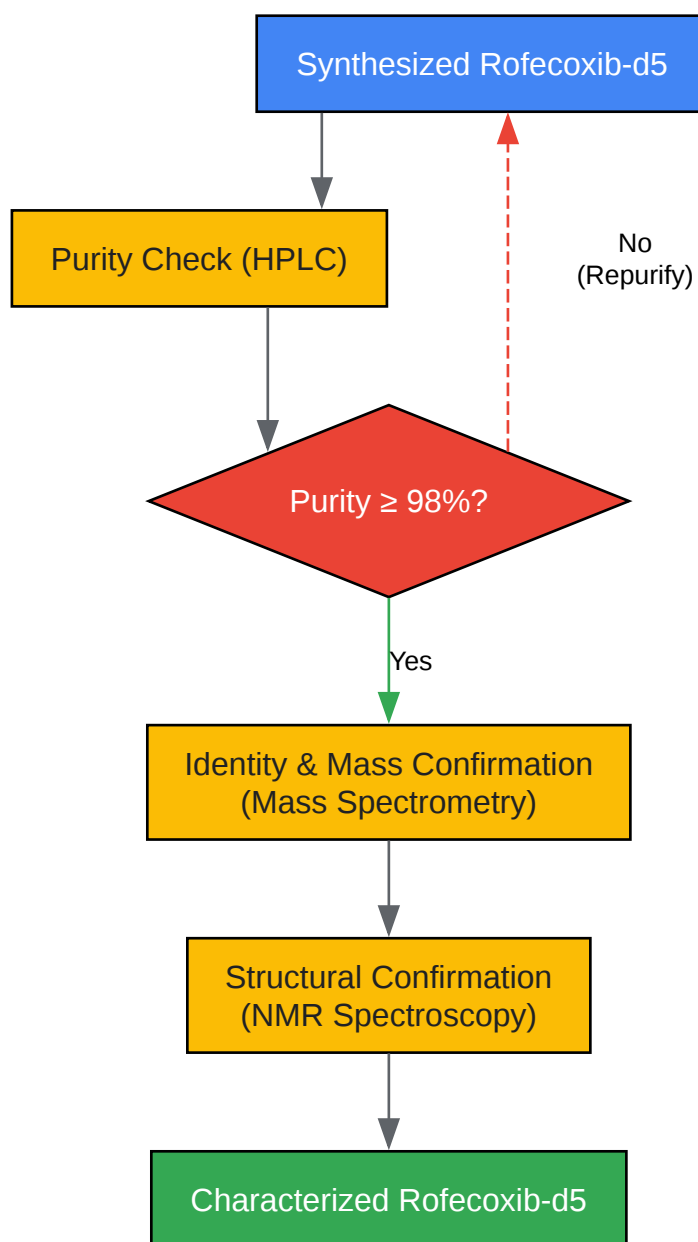 Synthesized Rofecoxib-d5
Purity Check (HPLC)
No
(Repurify)
Purity ≥ 98%?
Yes
Identity & Mass Confirmation
(Mass Spectrometry)
Structural Confirmation
(NMR Spectroscopy)
Characterized Rofecoxib-d5